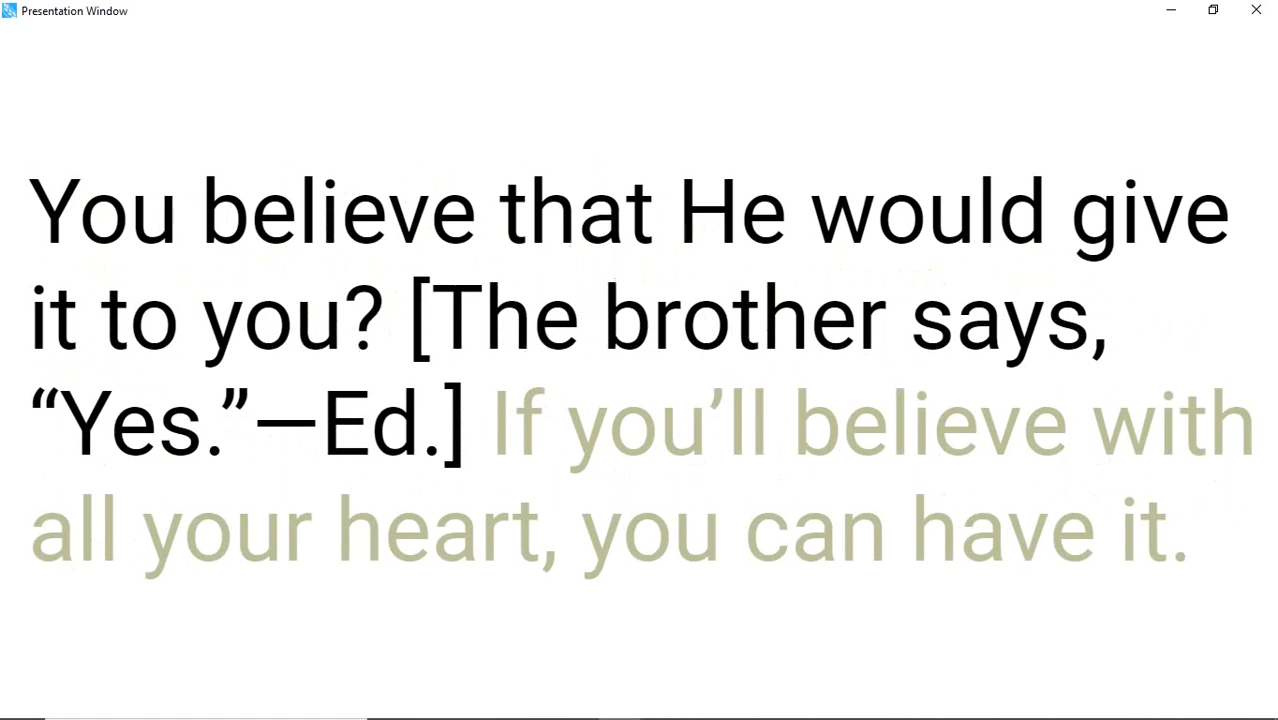 Presentation Window
You believe that He would give
it to you? [The brother says,
“Yes.”—Ed.] If you’ll believe with
all your heart, you can have it.